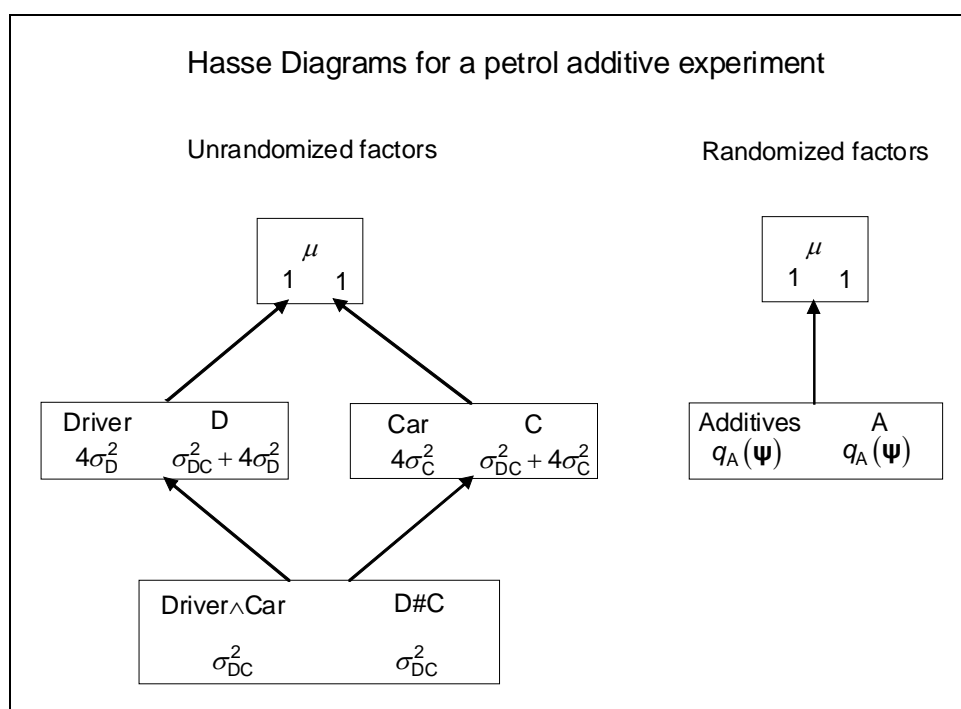 Hasse Diagrams for a petrol additive experiment
Unrandomized factors
Randomized factors
μ
1 1
μ
1 1
Driver D
4σ²_D σ²_DC + 4σ²_D
Car C
4σ²_C σ²_DC + 4σ²_C
Additives A
q_A(ψ) q_A(ψ)
Driver∧Car D#C
σ²_DC σ²_DC